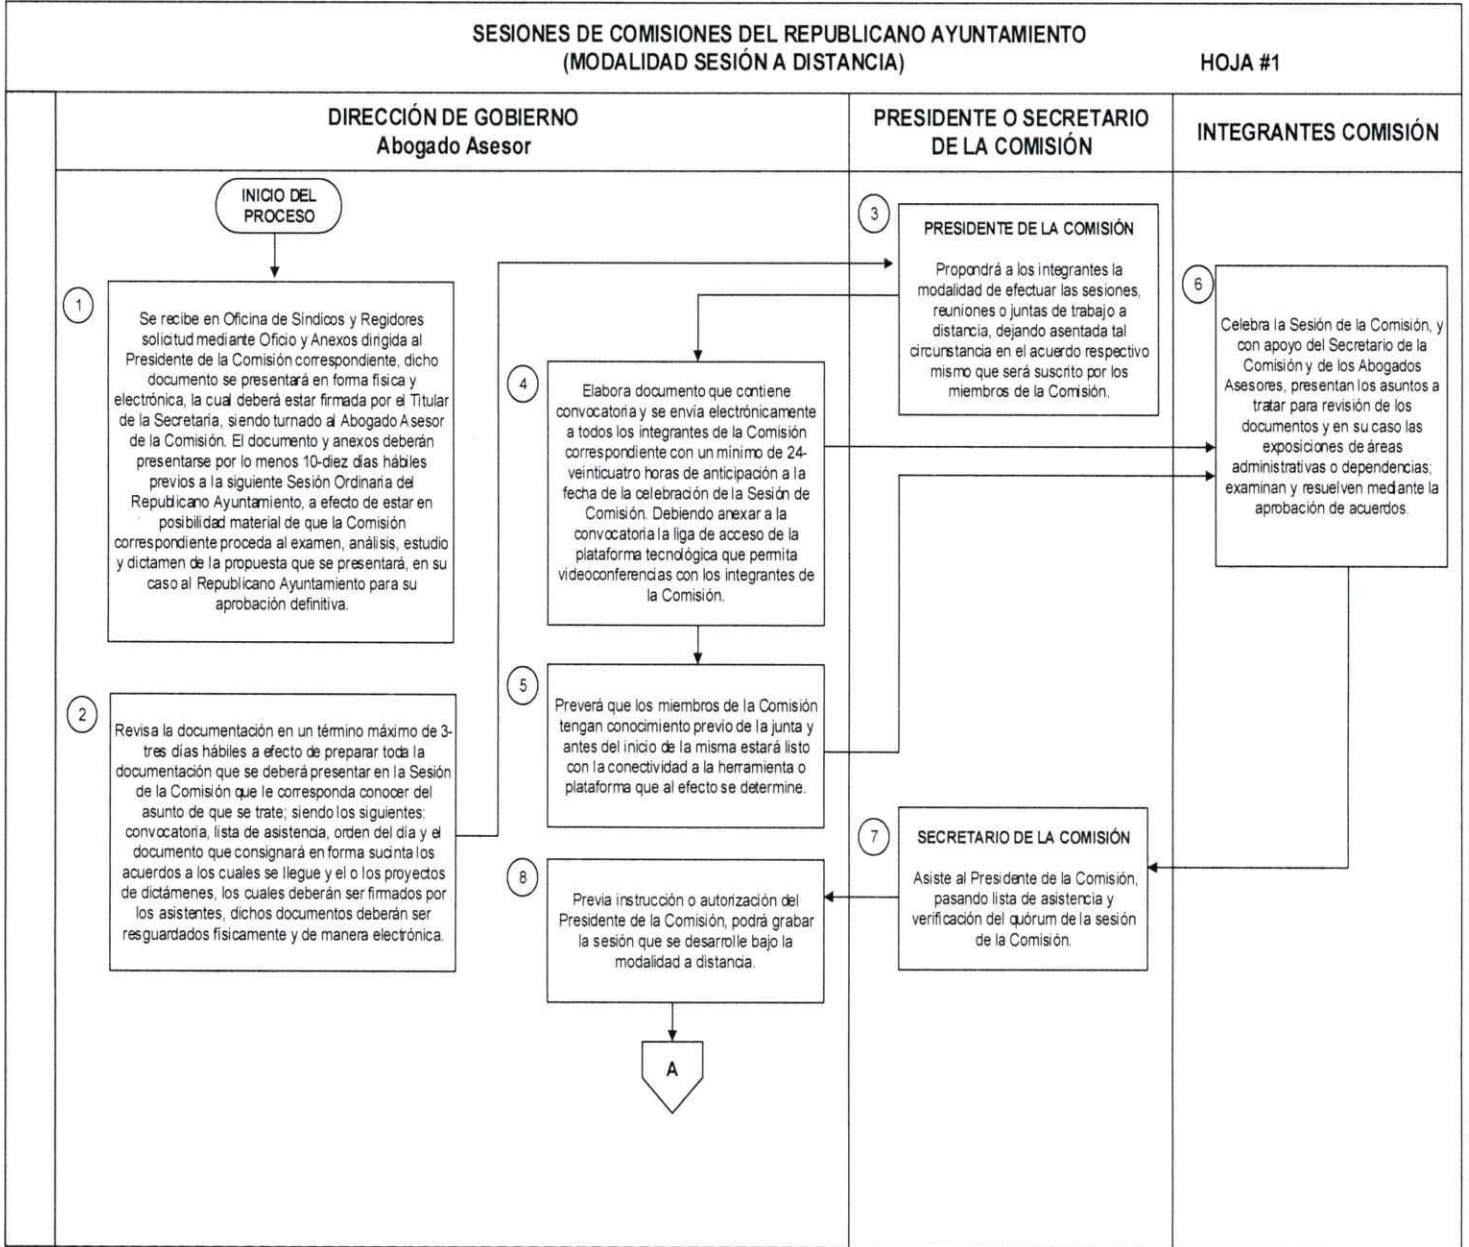 SESIONES DE COMISIONES DEL REPUBLICANO AYUNTAMIENTO
(MODALIDAD SESIÓN A DISTANCIA)
HOJA #1
DIRECCIÓN DE GOBIERNO
Abogado Asesor
PRESIDENTE O SECRETARIO
DE LA COMISIÓN
INTEGRANTES COMISIÓN
INICIO DEL
PROCESO
1
Se recibe en Oficina de Síndicos y Regidores
solicitud mediante Oficio y Anexos dirigida al
Presidente de la Comisión correspondiente, dicho
documento se presentará en forma física y
electrónica, la cual deberá estar firmada por el Titular
de la Secretaría, siendo turnado al Abogado Asesor
de la Comisión. El documento y anexos deberán
presentarse por lo menos 10-diez días hábiles
previos a la siguiente Sesión Ordinaria del
Republicano Ayuntamiento, a efecto de estar en
posibilidad material de que la Comisión
correspondiente proceda al examen, análisis, estudio
y dictamen de la propuesta que se presentará, en su
caso al Republicano Ayuntamiento para su
aprobación definitiva.
2
Revisa la documentación en un término máximo de 3-
tres días hábiles a efecto de preparar toda la
documentación que se deberá presentar en la Sesión
de la Comisión que le corresponda conocer del
asunto de que se trate; siendo los siguientes:
convocatoria, lista de asistencia, orden del día y el
documento que consignará en forma sucinta los
acuerdos a los cuales se llegue y el o los proyectos
de dictámenes, los cuales deberán ser firmados por
los asistentes, dichos documentos deberán ser
resguardados físicamente y de manera electrónica.
3
PRESIDENTE DE LA COMISIÓN
Propondrá a los integrantes la
modalidad de efectuar las sesiones,
reuniones o juntas de trabajo a
distancia, dejando asentada tal
circunstancia en el acuerdo respectivo
mismo que será suscrito por los
miembros de la Comisión.
4
Elabora documento que contiene
convocatoria y se envía electrónicamente
a todos los integrantes de la Comisión
correspondiente con un mínimo de 24-
veinticuatro horas de anticipación a la
fecha de la celebración de la Sesión de
Comisión. Debiendo anexar a la
convocatoria la liga de acceso de la
plataforma tecnológica que permita
videoconferencias con los integrantes de
la Comisión.
5
Preverá que los miembros de la Comisión
tengan conocimiento previo de la junta y
antes del inicio de la misma estará listo
con la conectividad a la herramienta o
plataforma que al efecto se determine.
6
Celebra la Sesión de la Comisión, y
con apoyo del Secretario de la
Comisión y de los Abogados
Asesores, presentan los asuntos a
tratar para revisión de los
documentos y en su caso las
exposiciones de áreas
administrativas o dependencias;
examinan y resuelven mediante la
aprobación de acuerdos.
7
SECRETARIO DE LA COMISIÓN
Asiste al Presidente de la Comisión,
pasando lista de asistencia y
verificación del quórum de la sesión
de la Comisión.
8
Previa instrucción o autorización del
Presidente de la Comisión, podrá grabar
la sesión que se desarrolle bajo la
modalidad a distancia.
A